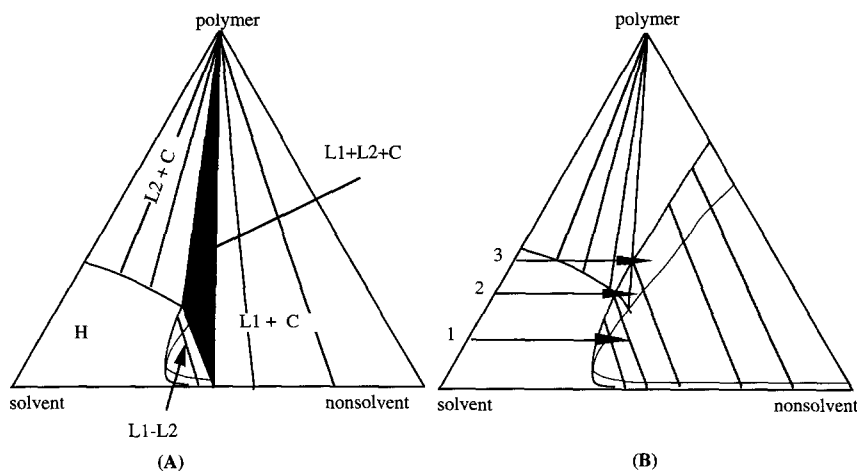 polymer
L2 + C
L1+L2+C
H
L1 + C
solvent
nonsolvent
L1-L2
(A)
polymer
3
2
1
solvent
nonsolvent
(B)